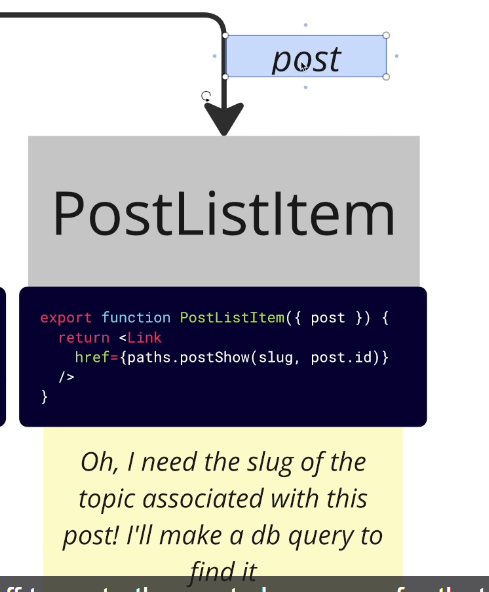 post
PostListItem
export function PostListItem({ post }) {
  return <Link
    href={paths.postShow(slug, post.id)}
  />
}
Oh, I need the slug of the
topic associated with this
post! I'll make a db query to
find it